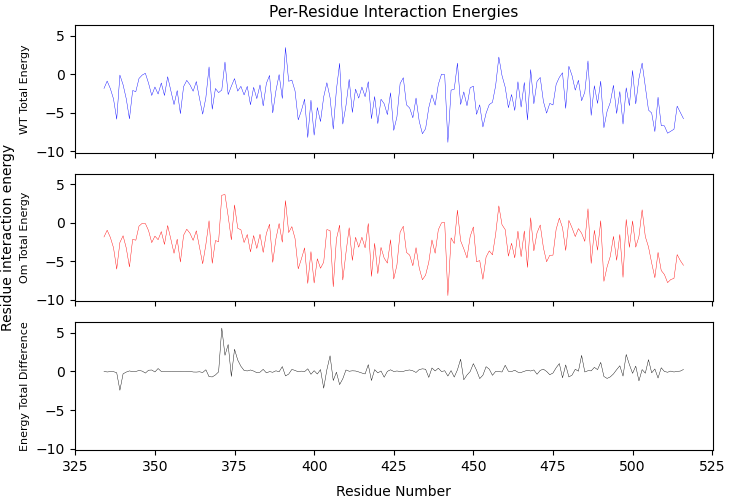 Per-Residue Interaction Energies
Residue interaction energy
WT Total Energy
5
0
−5
−10
Om Total Energy
5
0
−5
−10
Energy Total Difference
5
0
−5
−10
325 350 375 400 425 450 475 500 525
Residue Number